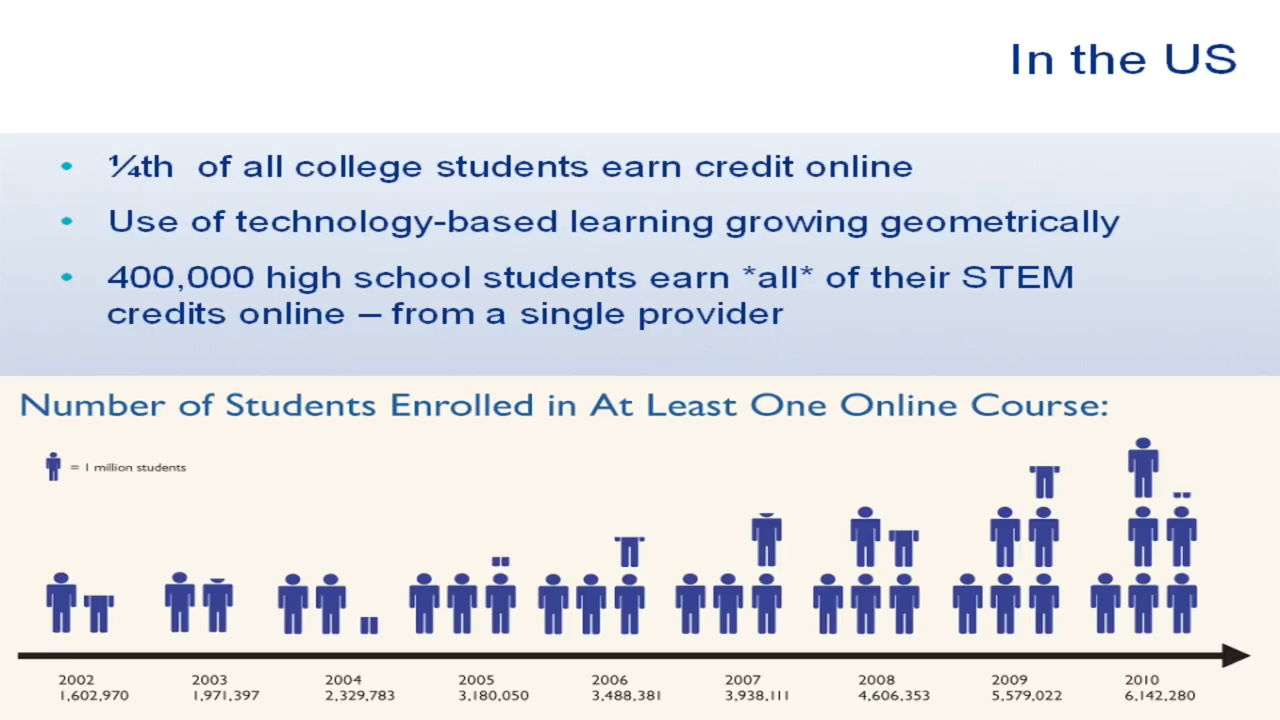 In the US
• ¼th of all college students earn credit online
• Use of technology-based learning growing geometrically
• 400,000 high school students earn *all* of their STEM
credits online – from a single provider
Number of Students Enrolled in At Least One Online Course:
= 1 million students
2002 2003 2004 2005 2006 2007 2008 2009 2010
1,602,970 1,971,397 2,329,783 3,180,050 3,488,381 3,938,111 4,606,353 5,579,022 6,142,280